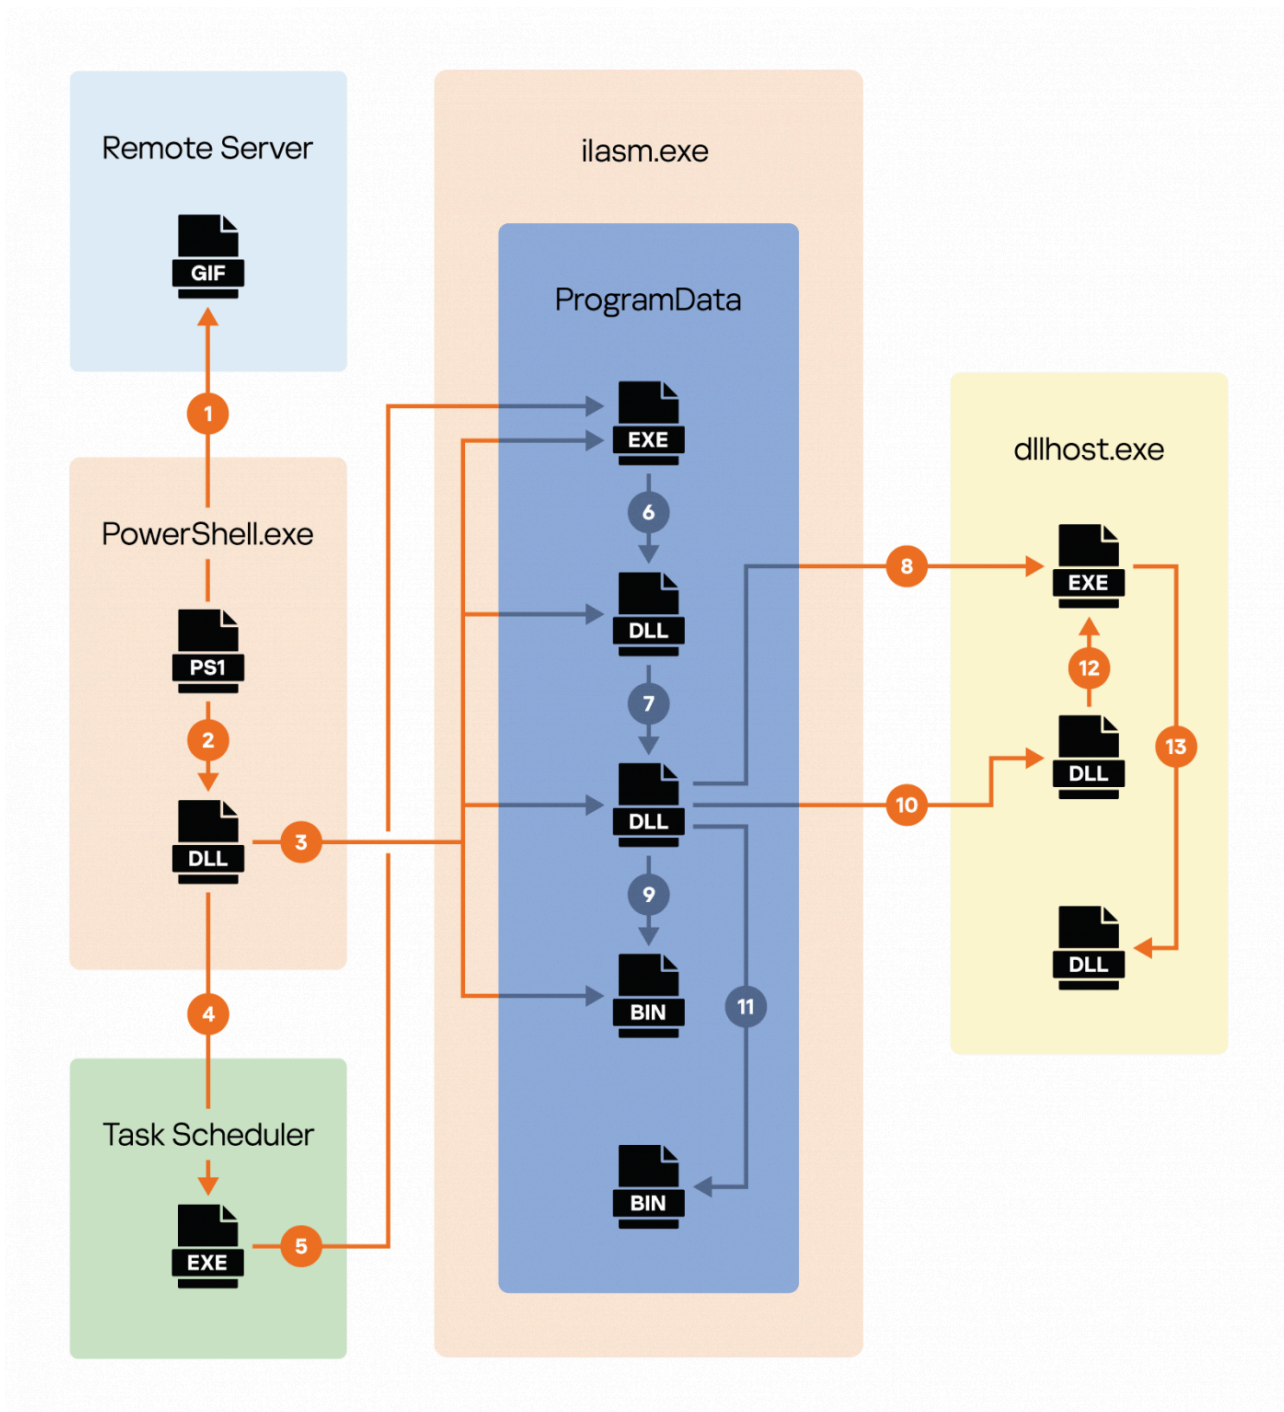 Remote Server
GIF
1
PowerShell.exe
PS1
2
DLL
3
4
Task Scheduler
EXE
5
ilasm.exe
ProgramData
EXE
6
DLL
7
DLL
9
BIN
11
BIN
8
10
dllhost.exe
EXE
12
DLL
13
DLL